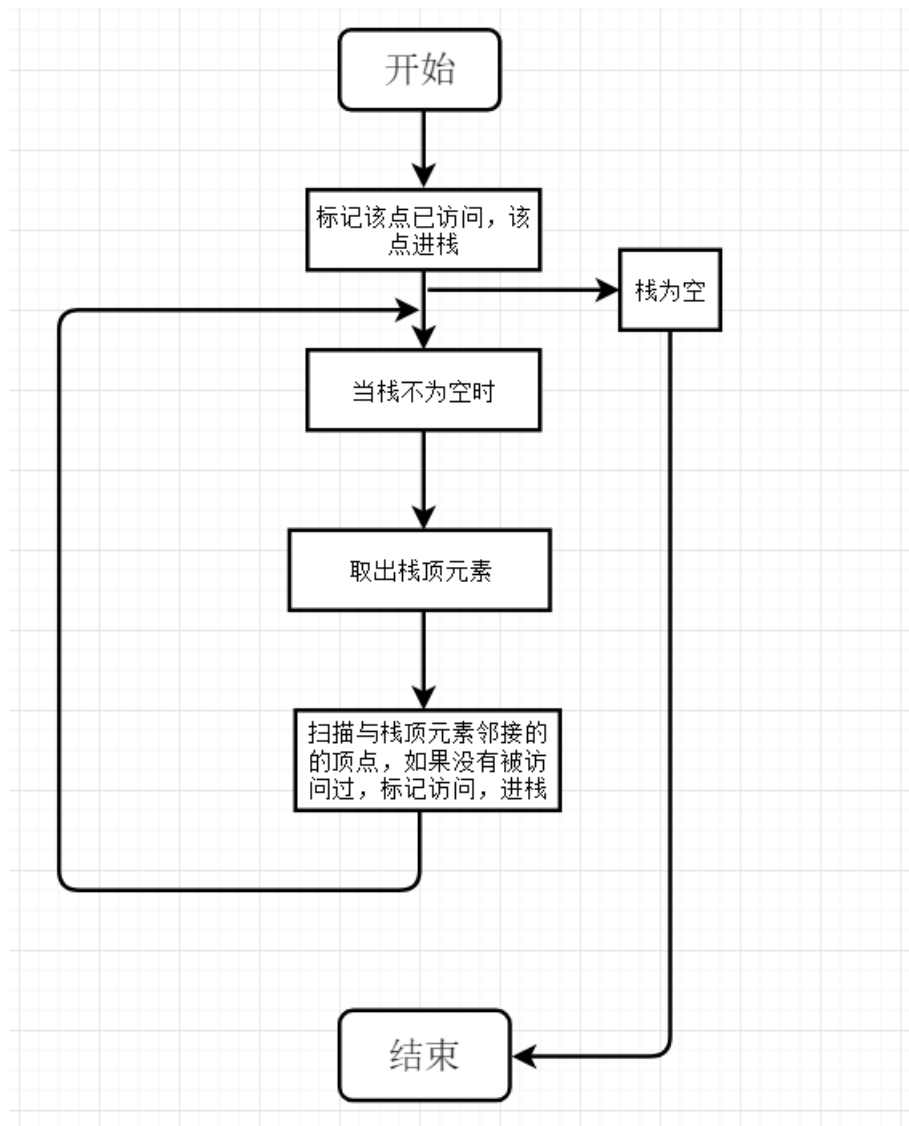 开始
标记该点已访问，该
点进栈
栈为空
当栈不为空时
取出栈顶元素
扫描与栈顶元素邻接的
的顶点，如果没有被访
问过，标记访问，进栈
结束